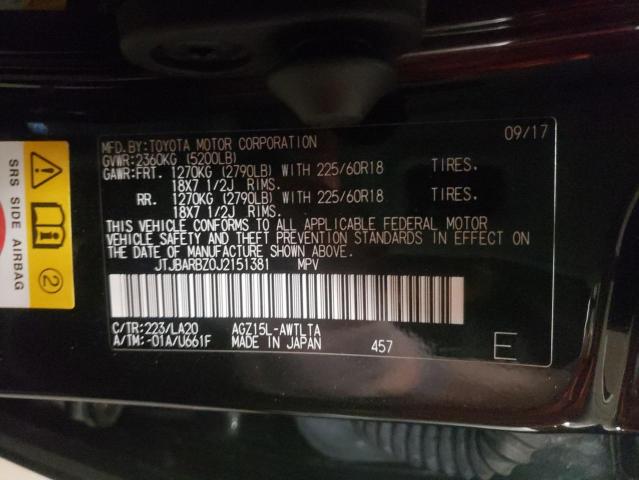 MFD.BY:TOYOTA MOTOR CORPORATION 09/17
GVWR:2360KG (5200LB)
GAWR:FRT. 1270KG (2790LB) WITH 225/60R18 TIRES.
18X7 1/2J RIMS.
RR. 1270KG (2790LB) WITH 225/60R18 TIRES.
18X7 1/2J RIMS.
THIS VEHICLE CONFORMS TO ALL APPLICABLE FEDERAL MOTOR
VEHICLE SAFETY AND THEFT PREVENTION STANDARDS IN EFFECT ON
THE DATE OF MANUFACTURE SHOWN ABOVE.
JTJBARBZ0J2151381 MPV
C/TR:223/LA20 AGZ15L-AWTLTA
A/TM:-01A/U661F MADE IN JAPAN 457 E
SRS SIDE AIRBAG
2